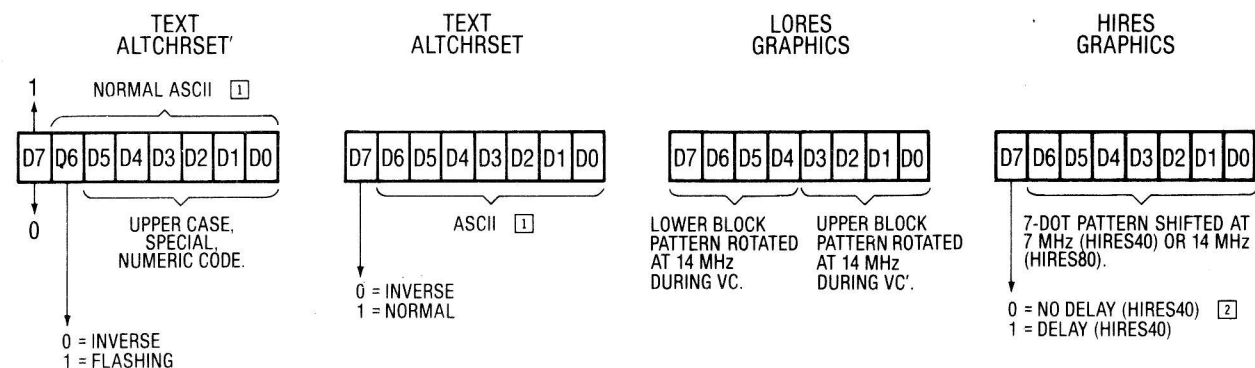 TEXT
ALTCHRSET'
1
NORMAL ASCII 1
D7 D6 D5 D4 D3 D2 D1 D0
0
UPPER CASE,
SPECIAL,
NUMERIC CODE.
0 = INVERSE
1 = FLASHING
TEXT
ALTCHRSET
D7 D6 D5 D4 D3 D2 D1 D0
ASCII 1
0 = INVERSE
1 = NORMAL
LORES
GRAPHICS
D7 D6 D5 D4 D3 D2 D1 D0
LOWER BLOCK
PATTERN ROTATED
AT 14 MHz
DURING VC.
UPPER BLOCK
PATTERN ROTATED
AT 14 MHz
DURING VC'.
HIRES
GRAPHICS
D7 D6 D5 D4 D3 D2 D1 D0
7-DOT PATTERN SHIFTED AT
7 MHz (HIRES40) OR 14 MHz
(HIRES80).
0 = NO DELAY (HIRES40) 2
1 = DELAY (HIRES40)